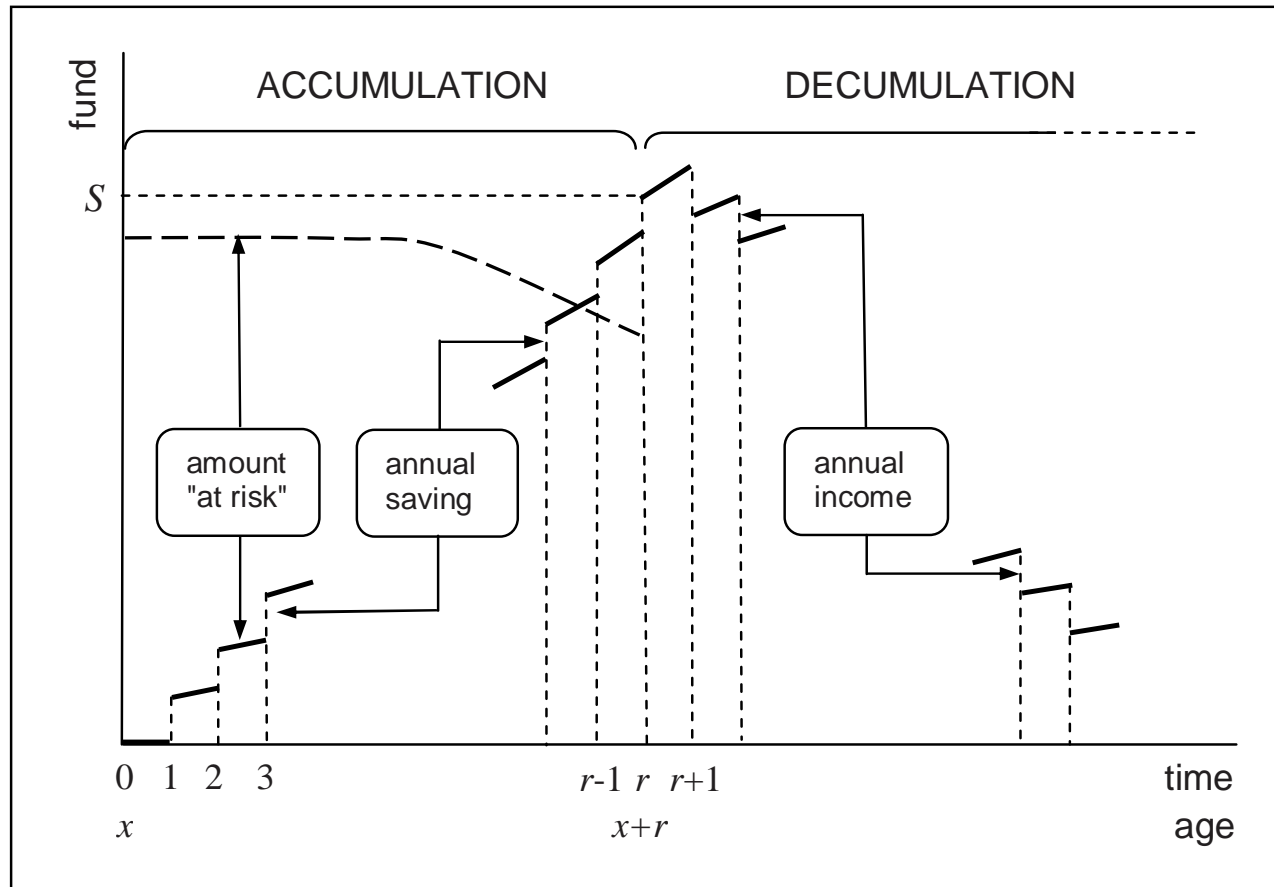 fund
ACCUMULATION
DECUMULATION
S
amount
"at risk"
annual
saving
annual
income
0 1 2 3 r-1 r r+1 time
x x+r age